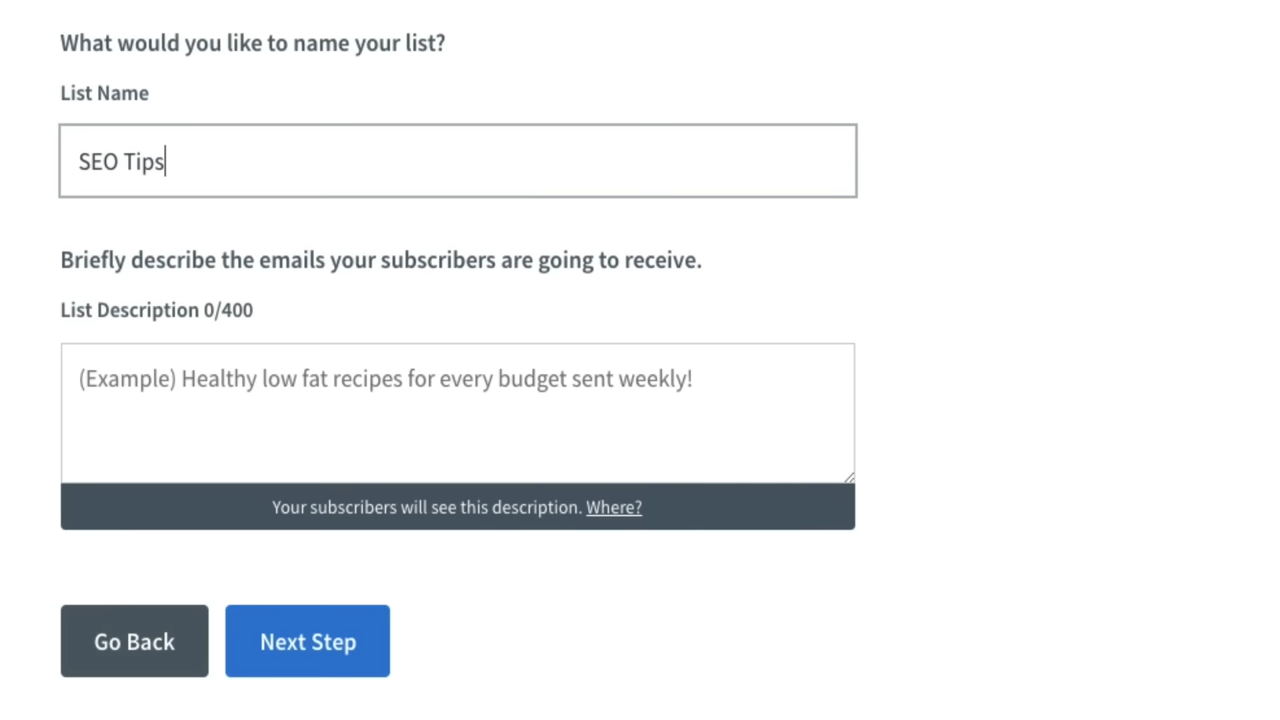 What would you like to name your list?
List Name
SEO Tips
Briefly describe the emails your subscribers are going to receive.
List Description 0/400
(Example) Healthy low fat recipes for every budget sent weekly!
Your subscribers will see this description. Where?
Go Back Next Step